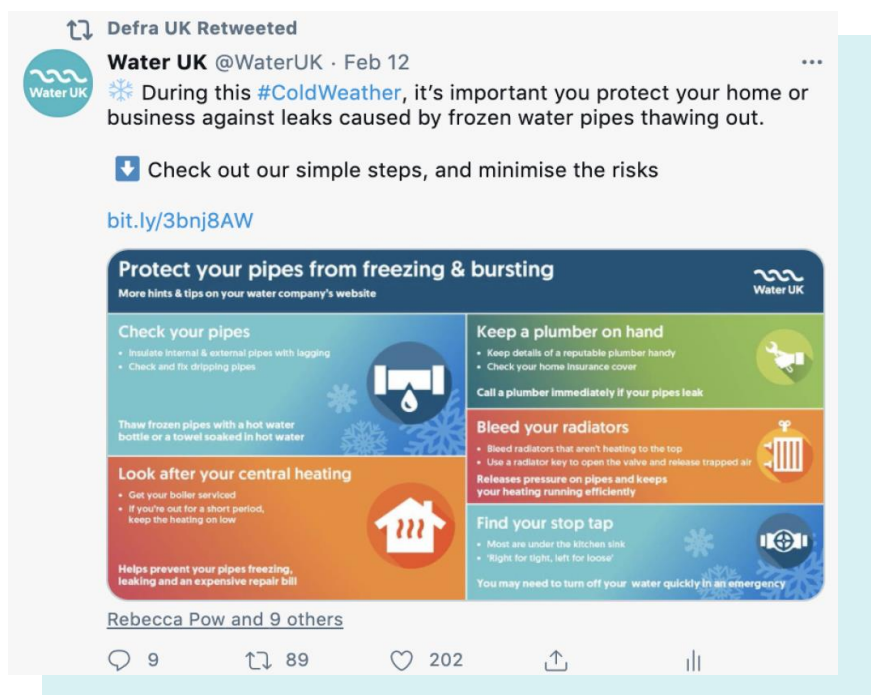 Defra UK Retweeted
Water UK @WaterUK · Feb 12
Water UK
❄️ During this #ColdWeather, it's important you protect your home or
business against leaks caused by frozen water pipes thawing out.
⬇️ Check out our simple steps, and minimise the risks
bit.ly/3bnj8AW
Protect your pipes from freezing & bursting
More hints & tips on your water company's website
Water UK
Check your pipes
• Insulate internal & external pipes with lagging
• Check and fix dripping pipes
Thaw frozen pipes with a hot water
bottle or a towel soaked in hot water
Look after your central heating
• Get your boiler serviced
• If you're out for a short period,
keep the heating on low
Helps prevent your pipes freezing,
leaking and an expensive repair bill
Keep a plumber on hand
• Keep details of a reputable plumber handy
• Check your home insurance cover
Call a plumber immediately if your pipes leak
Bleed your radiators
• Bleed radiators that aren't heating to the top
• Use a radiator key to open the valve and release trapped air
Releases pressure on pipes and keeps
your heating running efficiently
Find your stop tap
• Most are under the kitchen sink
• 'Right for tight, left for loose'
You may need to turn off your water quickly in an emergency
Rebecca Pow and 9 others
9 89 202